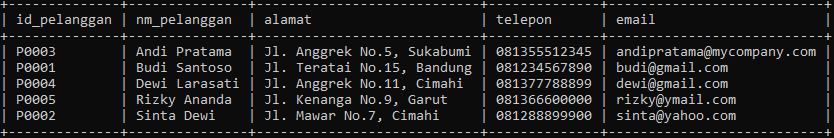 id_pelanggan | nm_pelanggan | alamat | telepon | email
P0003 | Andi Pratama | Jl. Anggrek No.5, Sukabumi | 081355512345 | andipratama@mycompany.com
P0001 | Budi Santoso | Jl. Teratai No.15, Bandung | 081234567890 | budi@gmail.com
P0004 | Dewi Larasati | Jl. Anggrek No.11, Cimahi | 081377788899 | dewi@gmail.com
P0005 | Rizky Ananda | Jl. Kenanga No.9, Garut | 081366600000 | rizky@ymail.com
P0002 | Sinta Dewi | Jl. Mawar No.7, Cimahi | 081288899900 | sinta@yahoo.com